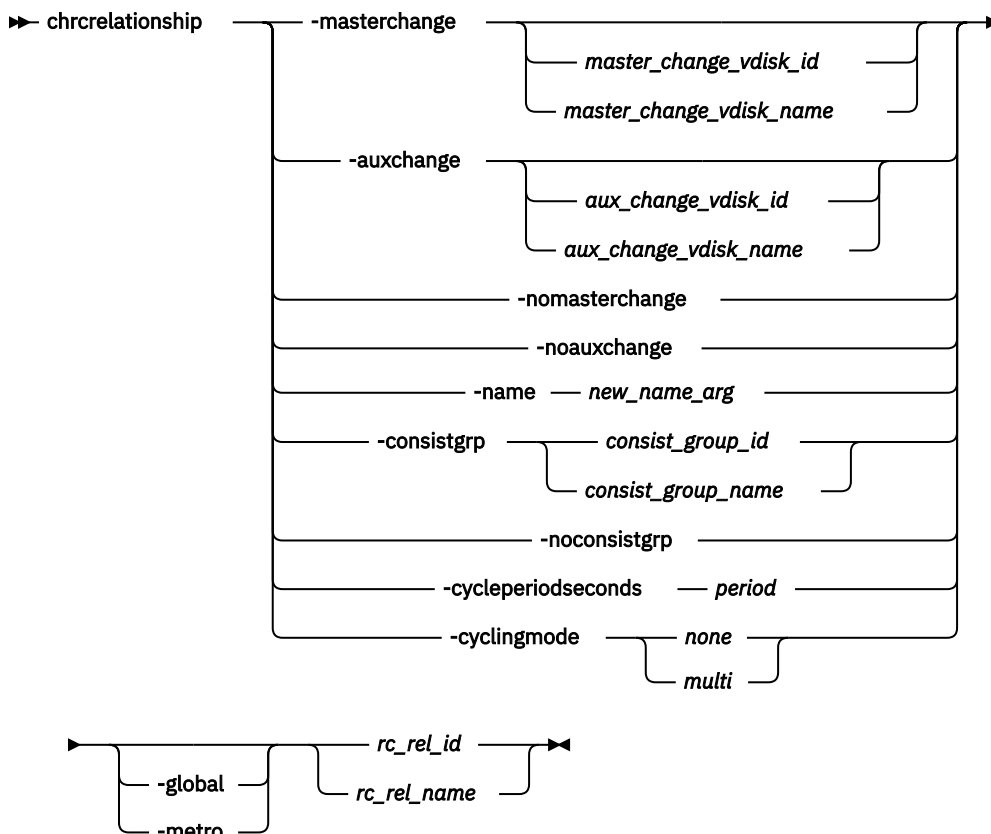 chrcrelationship
-masterchange
master_change_vdisk_id
master_change_vdisk_name
-auxchange
aux_change_vdisk_id
aux_change_vdisk_name
-nomasterchange
-noauxchange
-name new_name_arg
-consistgrp consist_group_id
consist_group_name
-noconsistgrp
-cycleperiodseconds period
-cyclingmode none
multi
rc_rel_id
-global
rc_rel_name
-metro